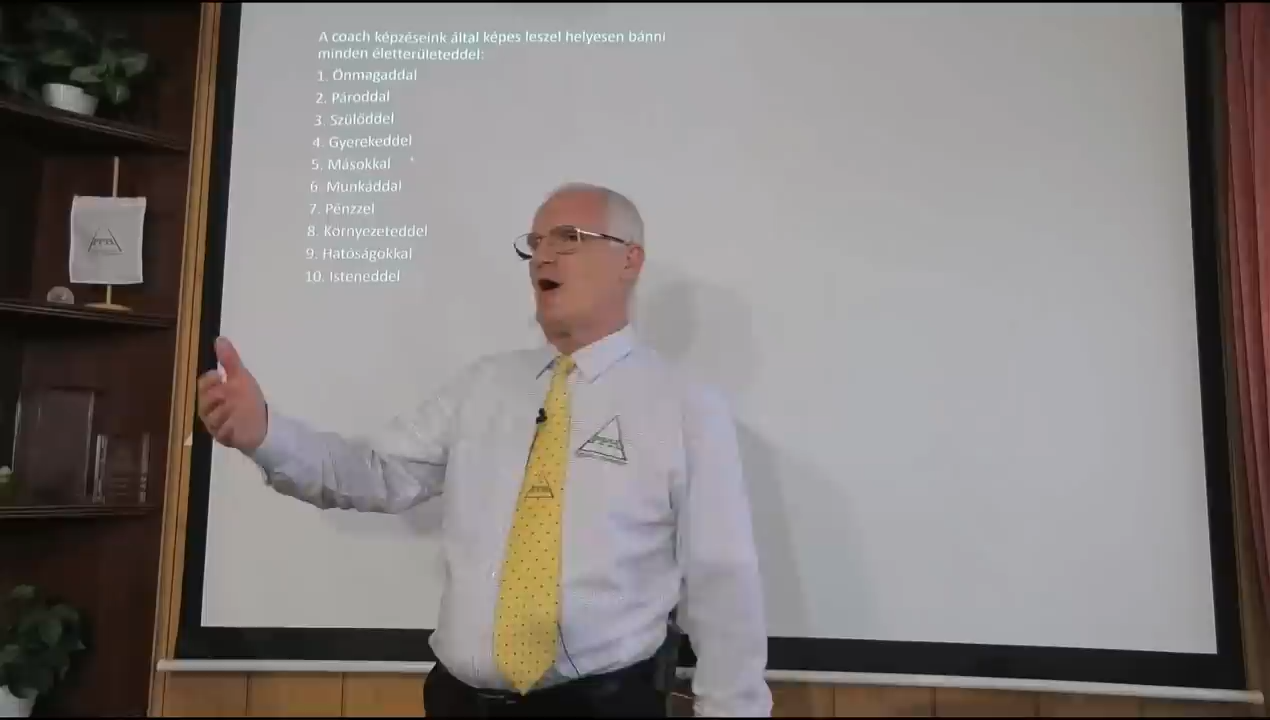 A coach képzéseink által képes leszel helyesen bánni
minden életterületeddel:
1. Önmagaddal
2. Pároddal
3. Szülőddel
4. Gyerekeddel
5. Másokkal
6. Munkáddal
7. Pénzzel
8. Környezeteddel
9. Hatóságokkal
10. Isteneddel